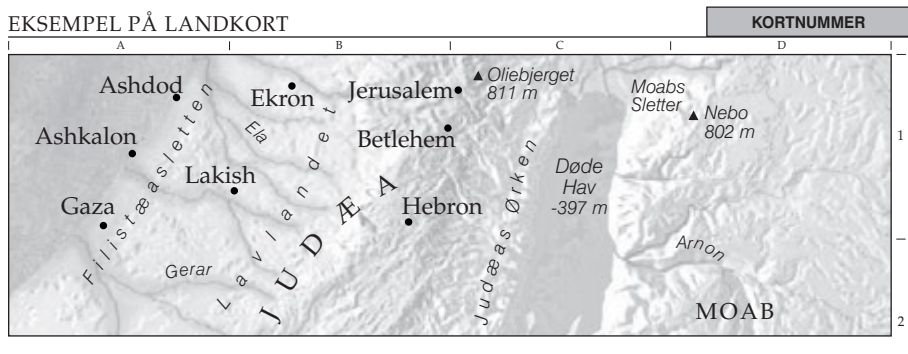 EKSEMPEL PÅ LANDKORT
KORTNUMMER
A
B
C
D
Ashdod
Ekron
Jerusalem
Oliebjerget
811 m
Moabs
Sletter
Nebo
802 m
Ashkalon
Ela
Betlehem
1
Lakish
Døde
Hav
-397 m
Gaza
Filistæasletten
Lavlandet
JUDÆA
Hebron
Judæas Ørken
Gerar
Arnon
MOAB
2